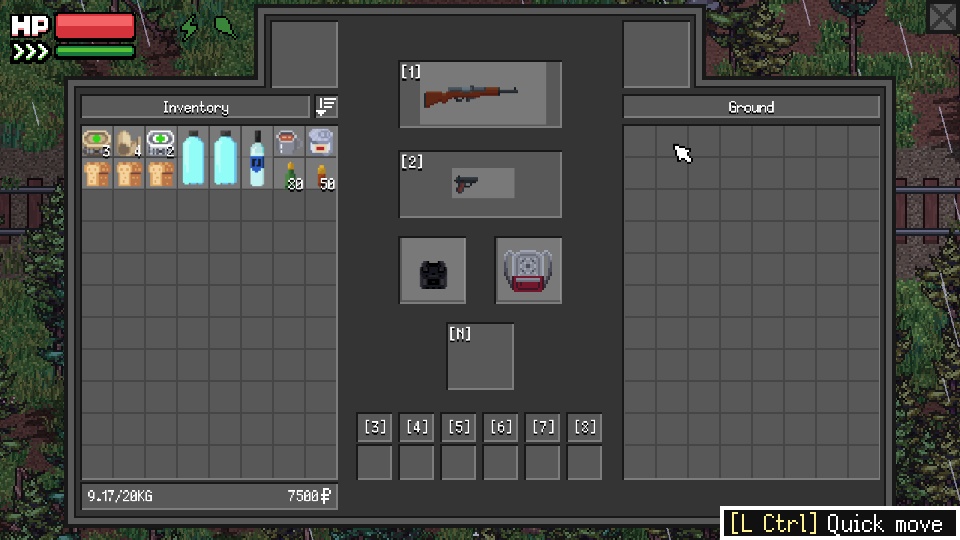 HP
>>>
[1]
Inventory
Ground
3
4
2
[2]
80
50
[N]
[3] [4] [5] [6] [7] [8]
9.17/20KG
7500₽
[L Ctrl] Quick move